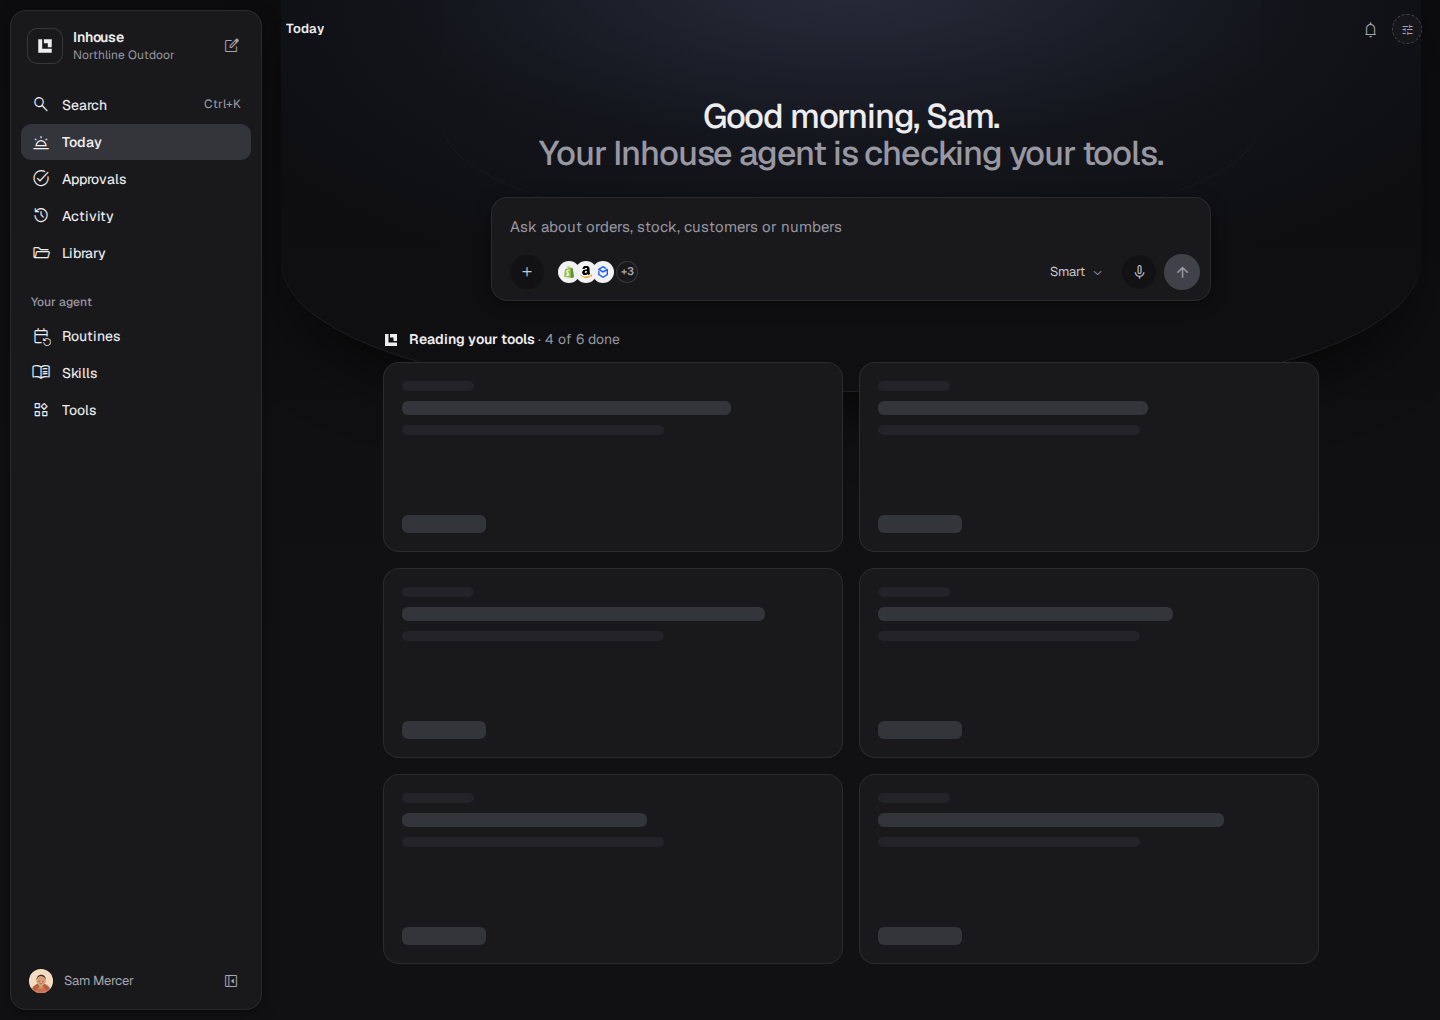 Inhouse
Northline Outdoor
Search Ctrl+K
Today
Approvals
Activity
Library
Your agent
Routines
Skills
Tools
Sam Mercer
Today
Good morning, Sam.
Your Inhouse agent is checking your tools.
Ask about orders, stock, customers or numbers
+3
Smart
Reading your tools · 4 of 6 done